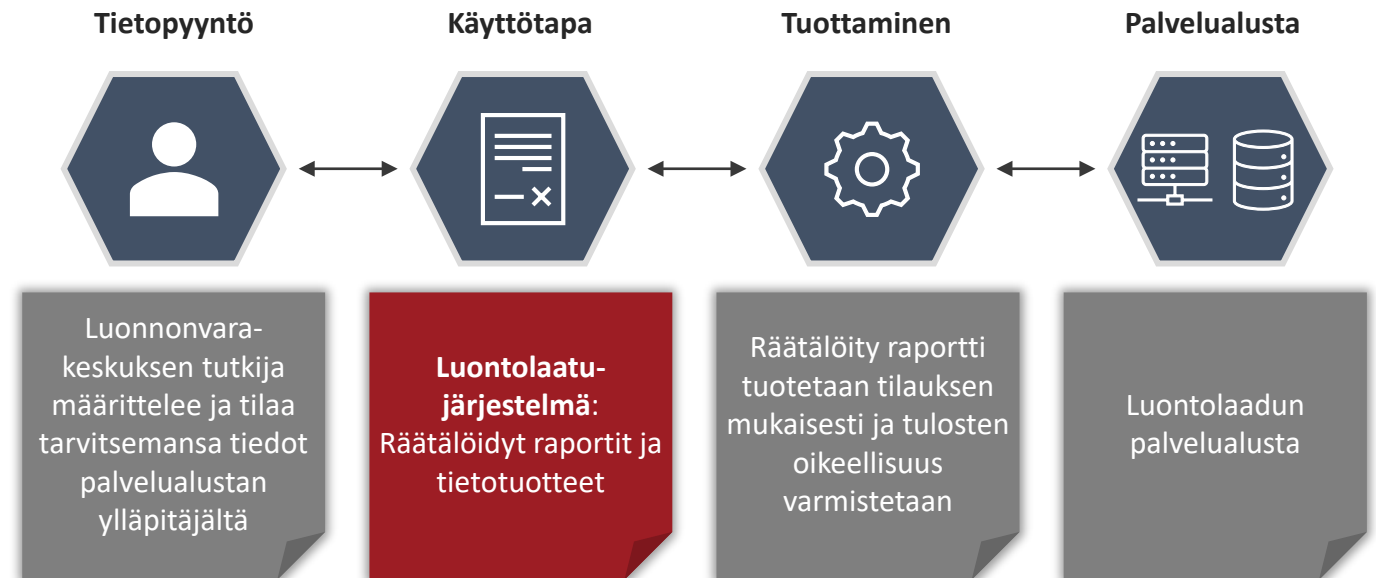 Tietopyyntö
Käyttötapa
Tuottaminen
Palvelualusta
Luonnonvara-
keskuksen tutkija
määrittelee ja tilaa
tarvitsemansa tiedot
palvelualustan
ylläpitäjältä
Luontolaatu-
järjestelmä:
Räätälöidyt raportit ja
tietotuotteet
Räätälöity raportti
tuotetaan tilauksen
mukaisesti ja tulosten
oikeellisuus
varmistetaan
Luontolaadun
palvelualusta